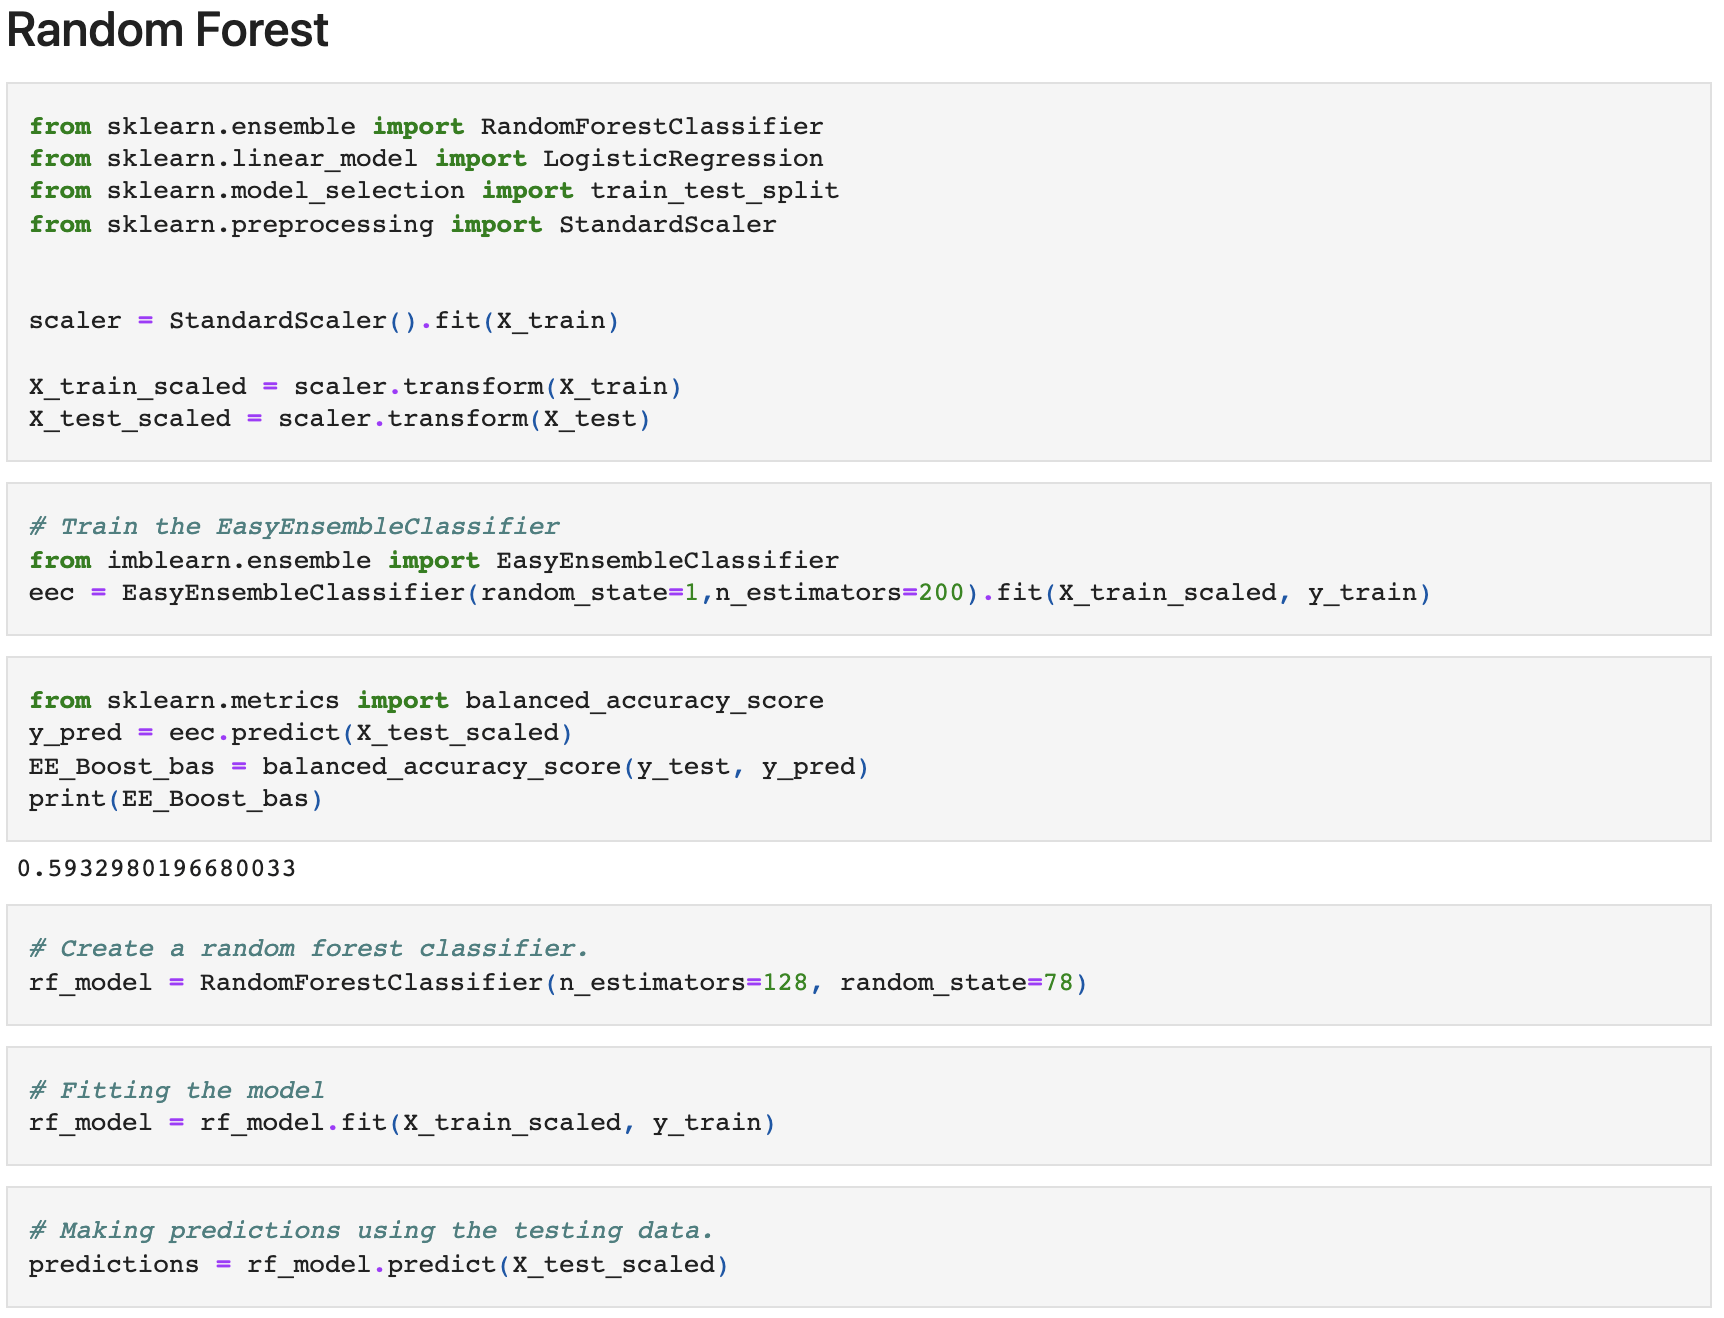 Random Forest
from sklearn.ensemble import RandomForestClassifier
from sklearn.linear_model import LogisticRegression
from sklearn.model_selection import train_test_split
from sklearn.preprocessing import StandardScaler
scaler = StandardScaler().fit(X_train)
X_train_scaled = scaler.transform(X_train)
X_test_scaled = scaler.transform(X_test)
# Train the EasyEnsembleClassifier
from imblearn.ensemble import EasyEnsembleClassifier
eec = EasyEnsembleClassifier(random_state=1,n_estimators=200).fit(X_train_scaled, y_train)
from sklearn.metrics import balanced_accuracy_score
y_pred = eec.predict(X_test_scaled)
EE_Boost_bas = balanced_accuracy_score(y_test, y_pred)
print(EE_Boost_bas)
0.5932980196680033
# Create a random forest classifier.
rf_model = RandomForestClassifier(n_estimators=128, random_state=78)
# Fitting the model
rf_model = rf_model.fit(X_train_scaled, y_train)
# Making predictions using the testing data.
predictions = rf_model.predict(X_test_scaled)